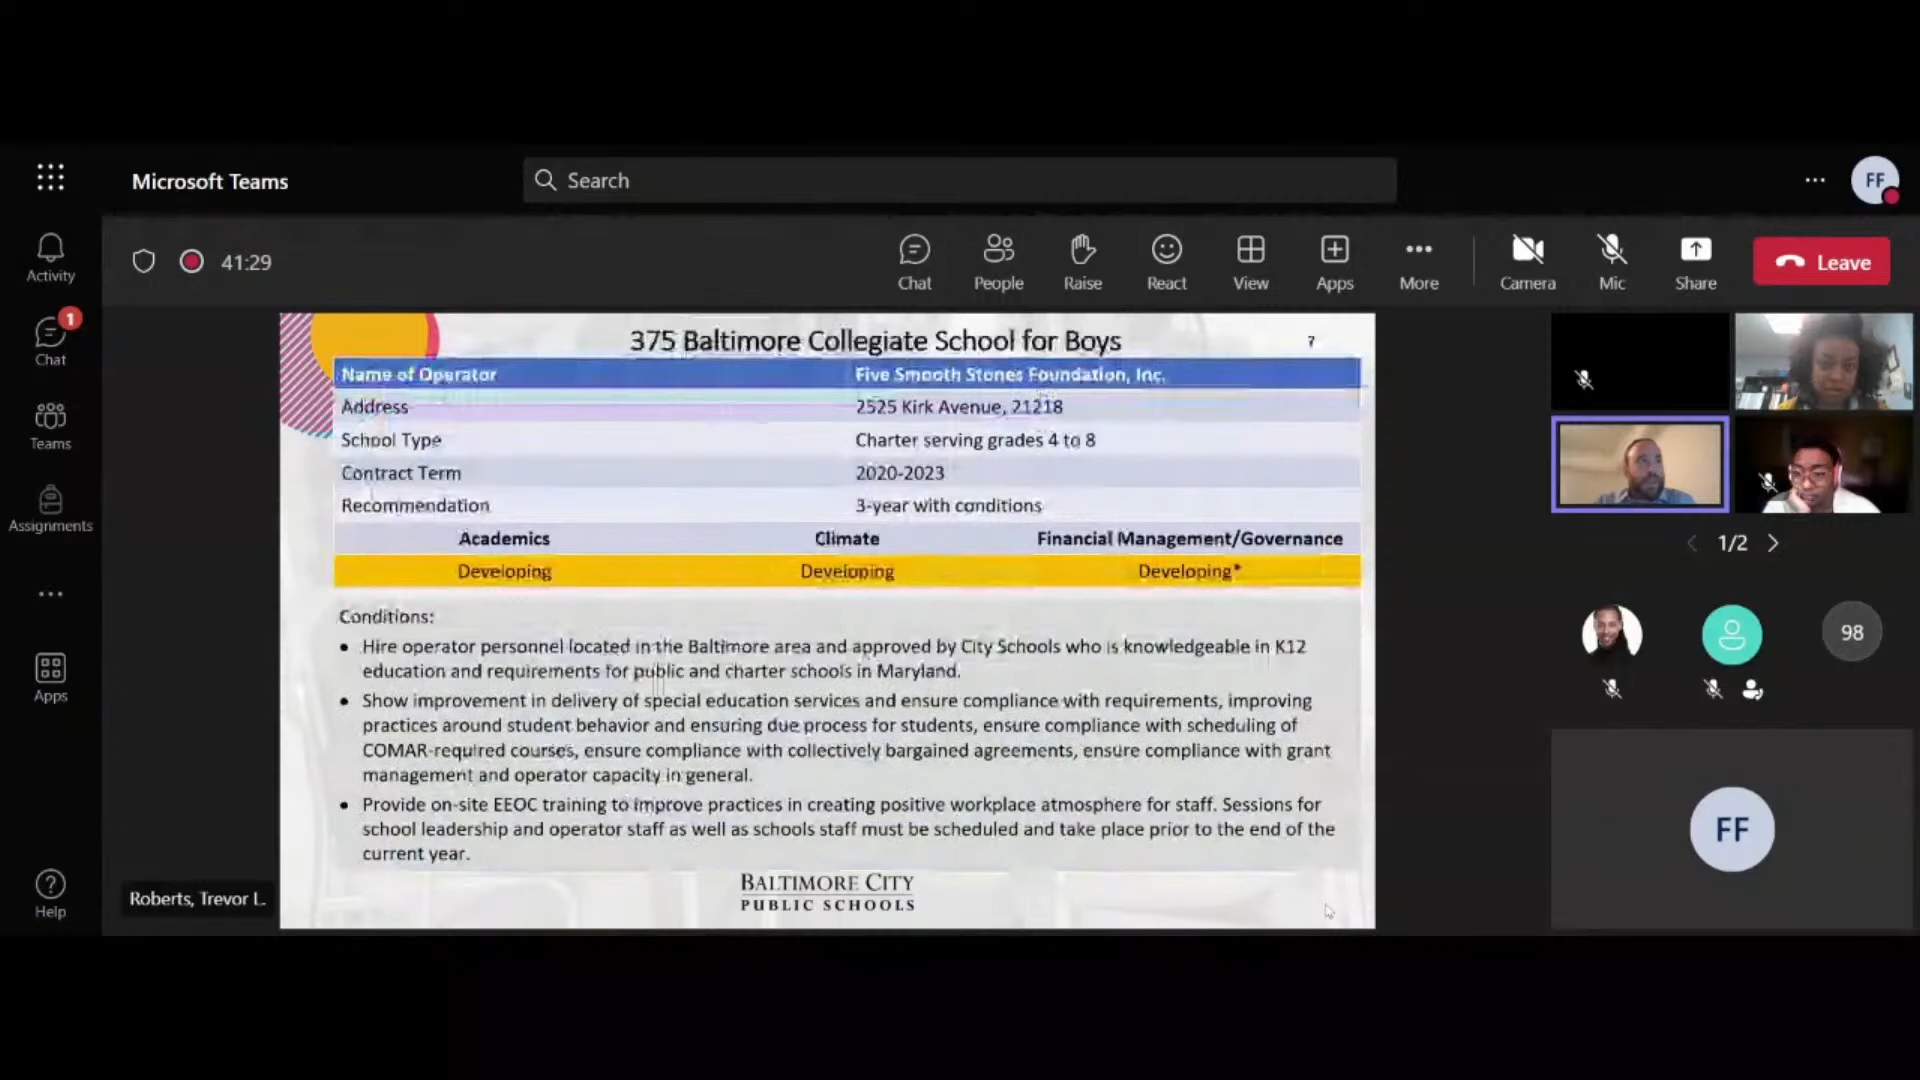 Microsoft Teams
Search
FF
Activity
41:29
Chat
People
Raise
React
View
Apps
More
Camera
Mic
Share
Leave
1
Chat
Teams
Assignments
Apps
Help
375 Baltimore Collegiate School for Boys
7
Name of Operator Five Smooth Stones Foundation, Inc.
Address 2525 Kirk Avenue, 21218
School Type Charter serving grades 4 to 8
Contract Term 2020-2023
Recommendation 3-year with conditions
Academics Climate Financial Management/Governance
Developing Developing Developing*
Conditions:
• Hire operator personnel located in the Baltimore area and approved by City Schools who is knowledgeable in K12
education and requirements for public and charter schools in Maryland.
• Show improvement in delivery of special education services and ensure compliance with requirements, improving
practices around student behavior and ensuring due process for students, ensure compliance with scheduling of
COMAR-required courses, ensure compliance with collectively bargained agreements, ensure compliance with grant
management and operator capacity in general.
• Provide on-site EEOC training to improve practices in creating positive workplace atmosphere for staff. Sessions for
school leadership and operator staff as well as schools staff must be scheduled and take place prior to the end of the
current year.
BALTIMORE CITY
PUBLIC SCHOOLS
Roberts, Trevor L.
1/2
98
FF